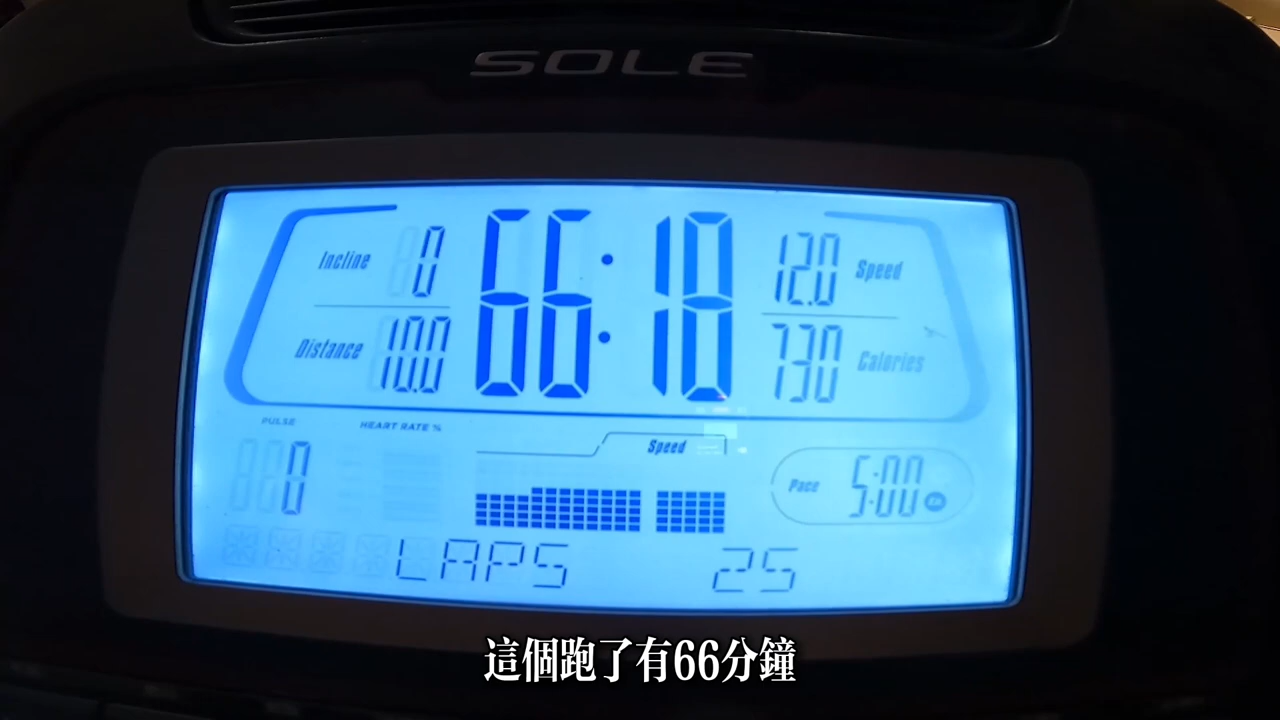 SOLE
Incline 0
66:10
12.0 Speed
Distance 10.0
730 Calories
PULSE
HEART RATE %
0
Speed
Pace 5:00
LAPS 25
這個跑了有66分鐘